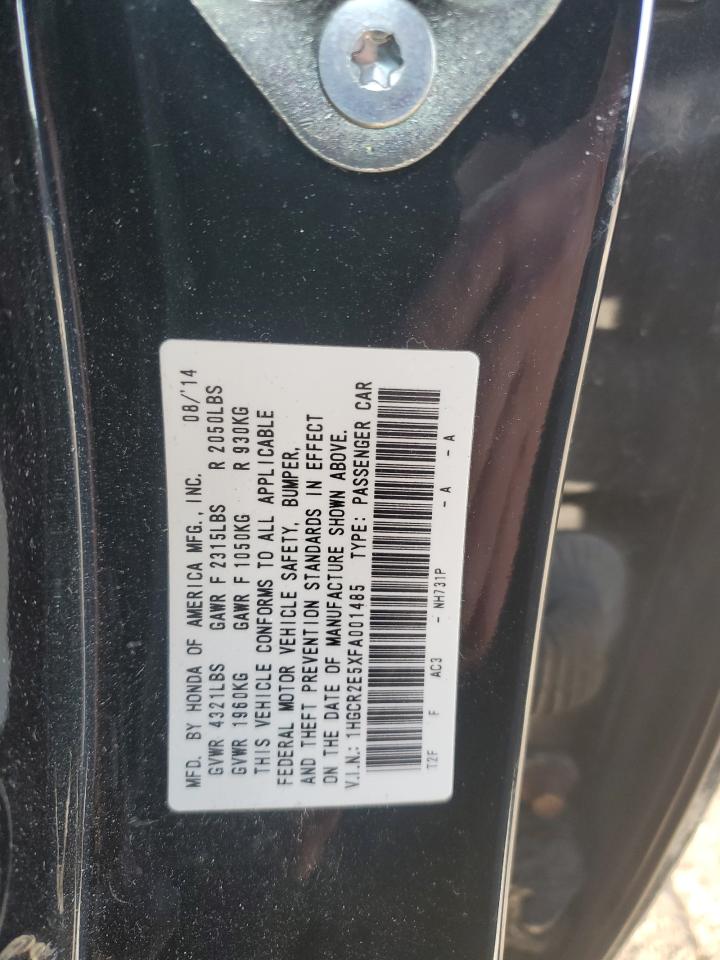 MFD. BY HONDA OF AMERICA MFG., INC. 08/'14
GVWR 4321LBS GAWR F 2315LBS R 2050LBS
GVWR 1960KG GAWR F 1050KG R 930KG
THIS VEHICLE CONFORMS TO ALL APPLICABLE
FEDERAL MOTOR VEHICLE SAFETY, BUMPER,
AND THEFT PREVENTION STANDARDS IN EFFECT
ON THE DATE OF MANUFACTURE SHOWN ABOVE.
V.I.N.: 1HGCR2E5XFA001485 TYPE: PASSENGER CAR
T2F F AC3 - NH731P - A - A